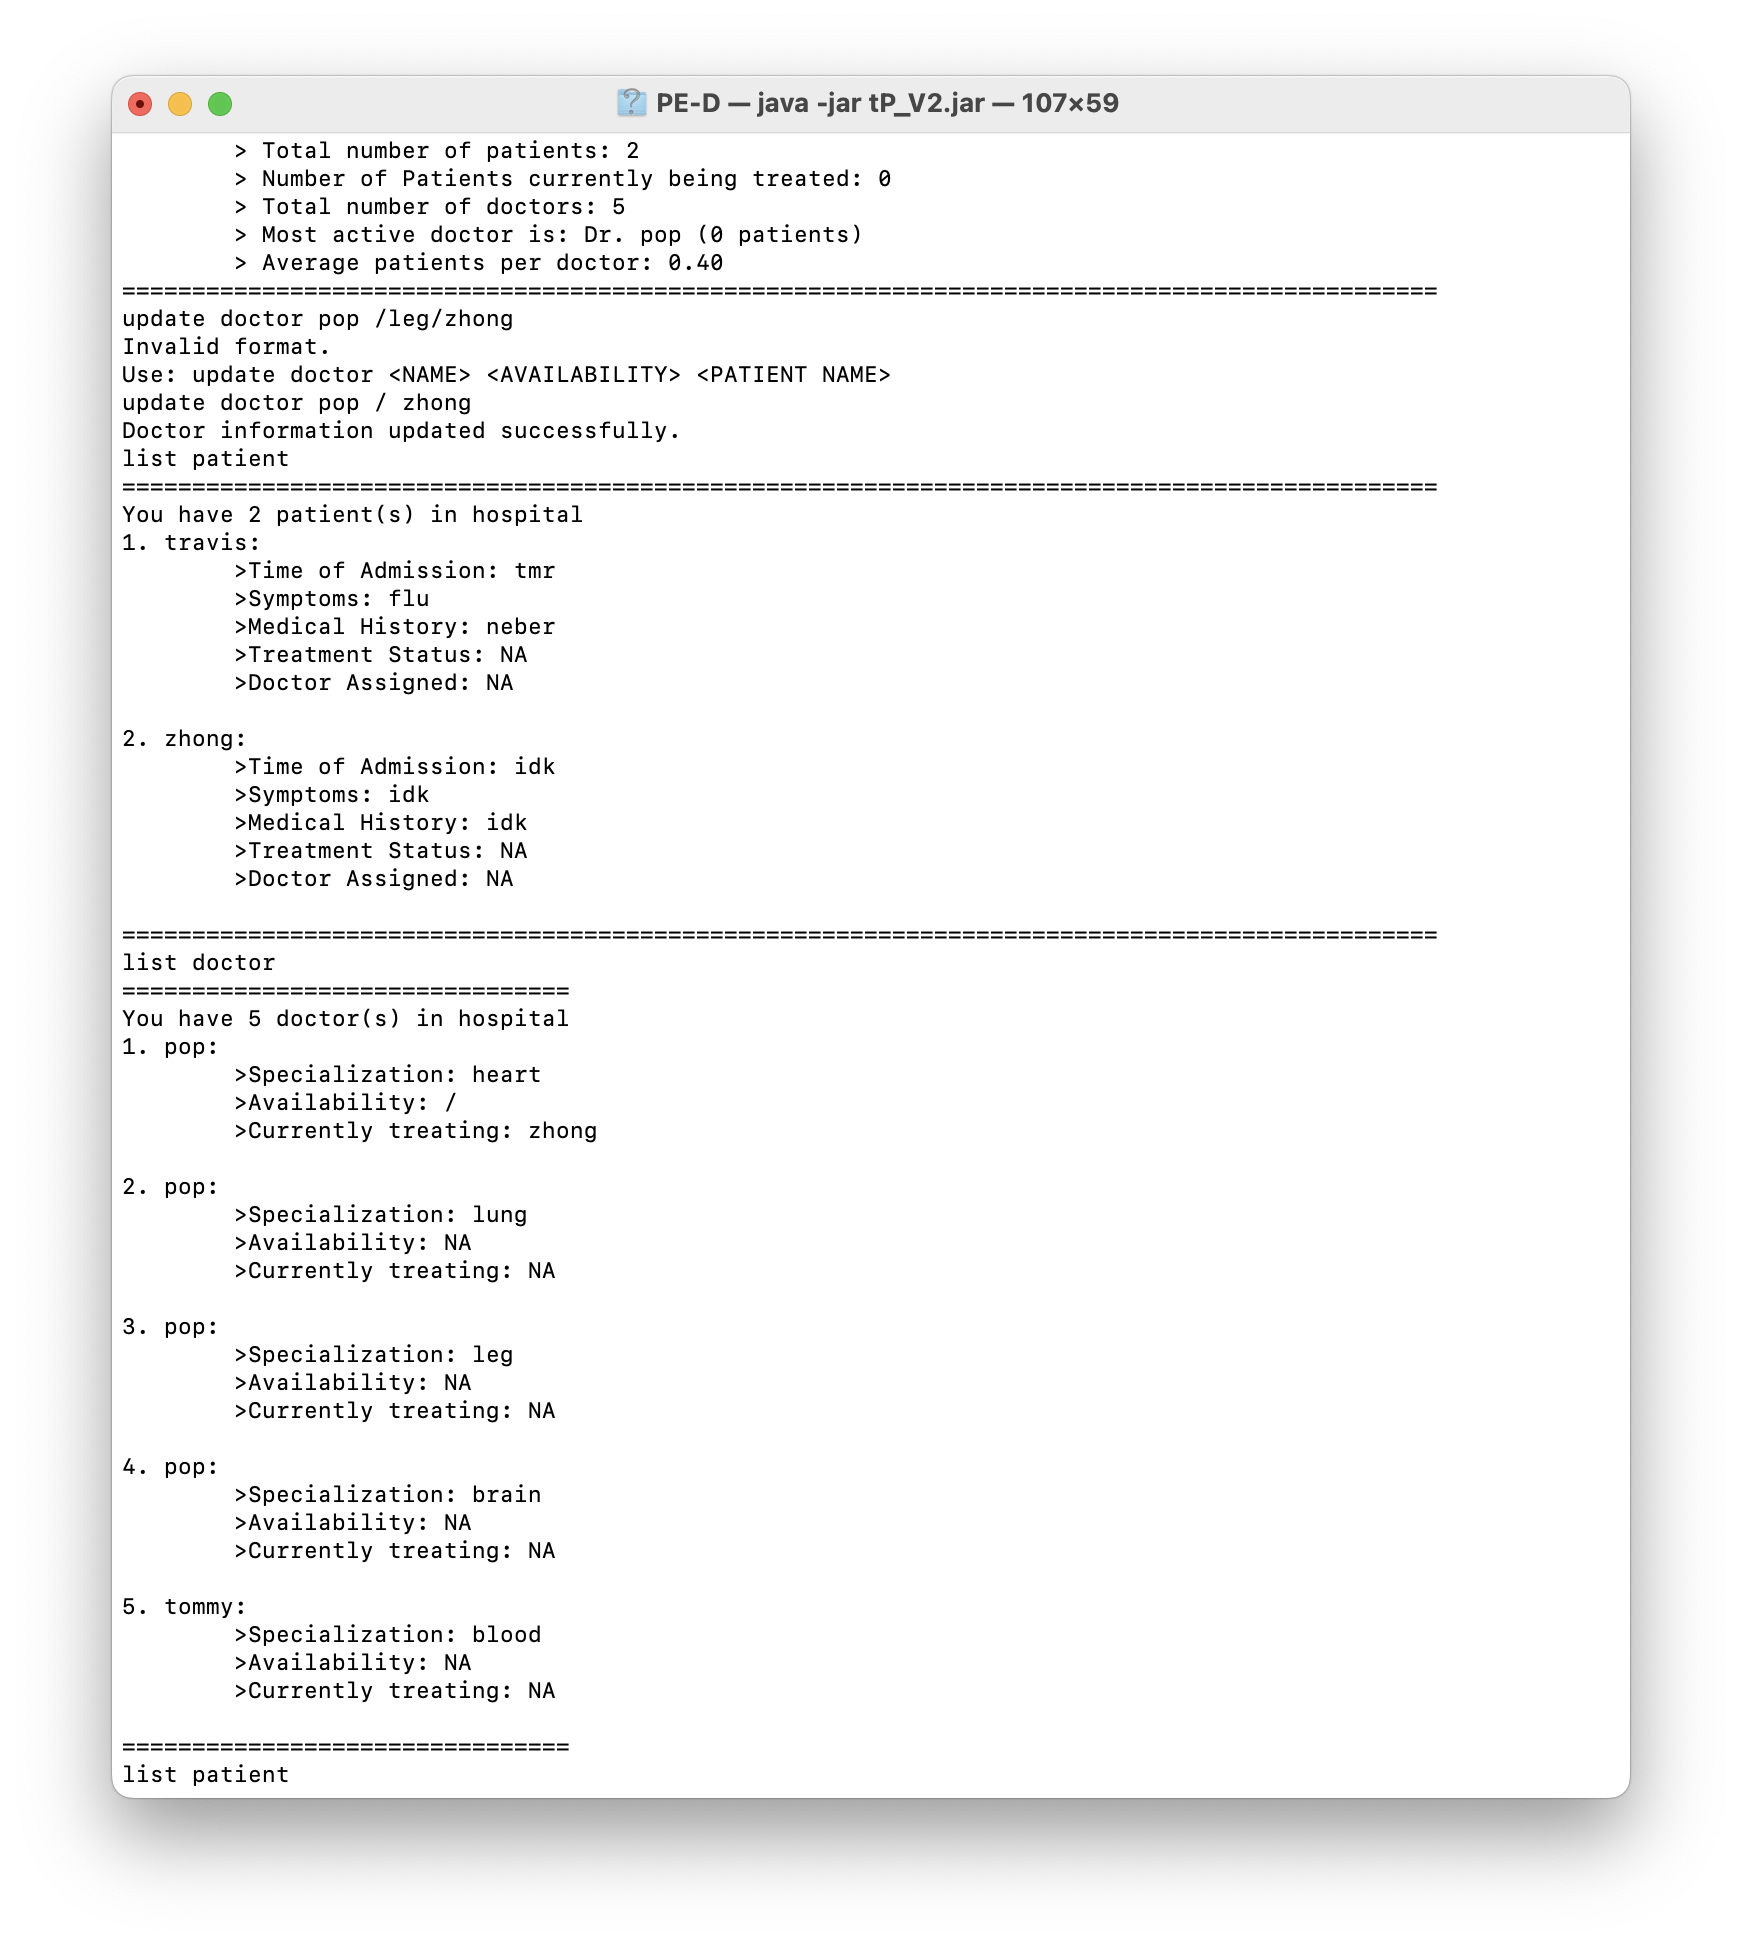 PE-D — java -jar tP_V2.jar — 107×59
> Total number of patients: 2
> Number of Patients currently being treated: 0
> Total number of doctors: 5
> Most active doctor is: Dr. pop (0 patients)
> Average patients per doctor: 0.40
==============================================================================================
update doctor pop /leg/zhong
Invalid format.
Use: update doctor <NAME> <AVAILABILITY> <PATIENT NAME>
update doctor pop / zhong
Doctor information updated successfully.
list patient
==============================================================================================
You have 2 patient(s) in hospital
1. travis:
>Time of Admission: tmr
>Symptoms: flu
>Medical History: neber
>Treatment Status: NA
>Doctor Assigned: NA
2. zhong:
>Time of Admission: idk
>Symptoms: idk
>Medical History: idk
>Treatment Status: NA
>Doctor Assigned: NA
==============================================================================================
list doctor
================================
You have 5 doctor(s) in hospital
1. pop:
>Specialization: heart
>Availability: /
>Currently treating: zhong
2. pop:
>Specialization: lung
>Availability: NA
>Currently treating: NA
3. pop:
>Specialization: leg
>Availability: NA
>Currently treating: NA
4. pop:
>Specialization: brain
>Availability: NA
>Currently treating: NA
5. tommy:
>Specialization: blood
>Availability: NA
>Currently treating: NA
================================
list patient